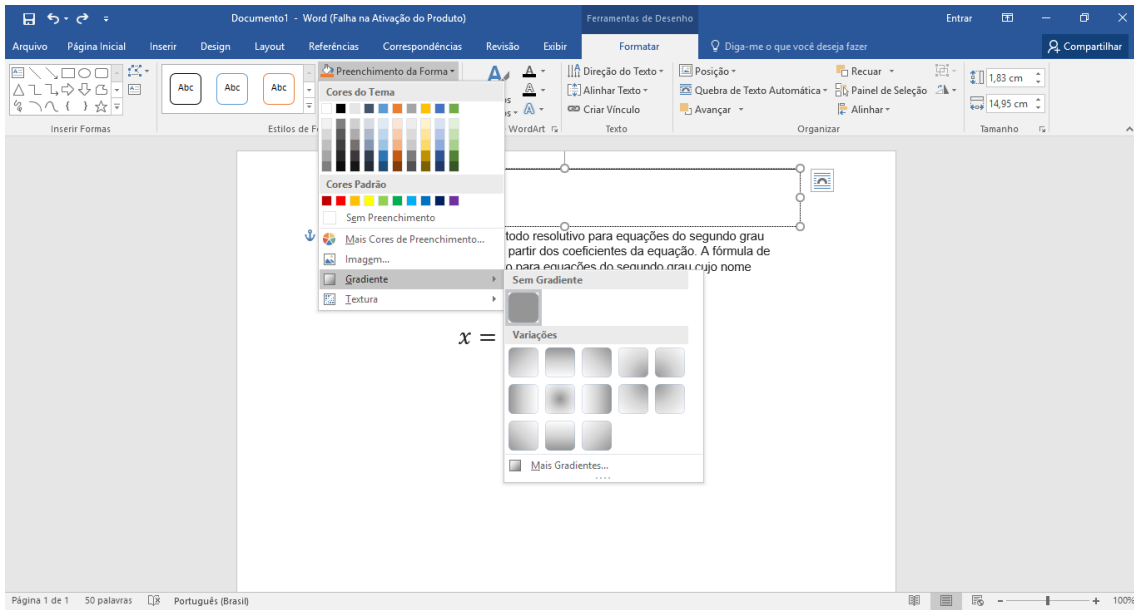 Documento1 - Word (Falha na Ativação do Produto)
Ferramentas de Desenho
Entrar
Arquivo Página Inicial Inserir Design Layout Referências Correspondências Revisão Exibir Formatar Diga-me o que você deseja fazer Compartilhar
Abc Abc Abc
Preenchimento da Forma
Direção do Texto
Alinhar Texto
Criar Vínculo
Posição
Quebra de Texto Automática
Avançar
Recuar
Painel de Seleção
Alinhar
1,83 cm
14,95 cm
Inserir Formas
Estilos de F
WordArt
Texto
Organizar
Tamanho
Cores do Tema
Cores Padrão
Sem Preenchimento
Mais Cores de Preenchimento...
Imagem...
Gradiente
Textura
Sem Gradiente
Variações
Mais Gradientes...
todo resolutivo para equações do segundo grau
partir dos coeficientes da equação. A fórmula de
o para equações do segundo grau cujo nome
x =
Página 1 de 1 50 palavras Português (Brasil) 100%